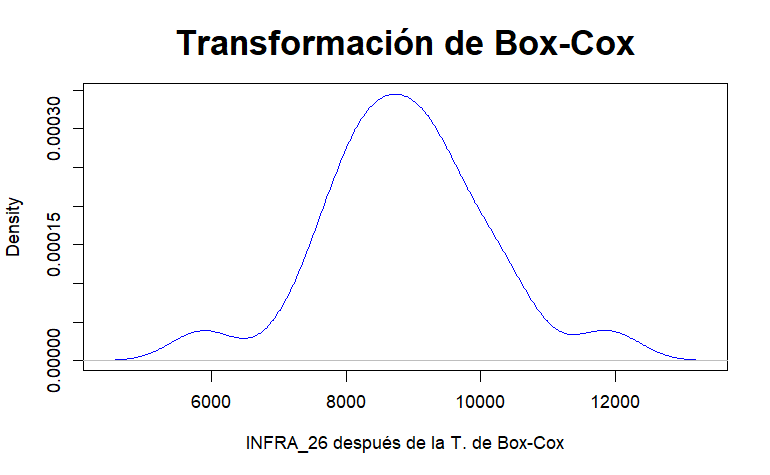 Transformación de Box-Cox
Density
0.00030
0.00015
0.00000
6000 8000 10000 12000
INFRA_26 después de la T. de Box-Cox